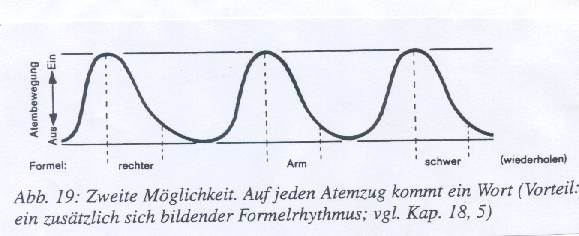 Atembewegung
Ein
Aus
Formel: rechter Arm schwer (wiederholen)
Abb. 19: Zweite Möglichkeit. Auf jeden Atemzug kommt ein Wort (Vorteil:
ein zusätzlich sich bildender Formelrhythmus; vgl. Kap. 18, 5)